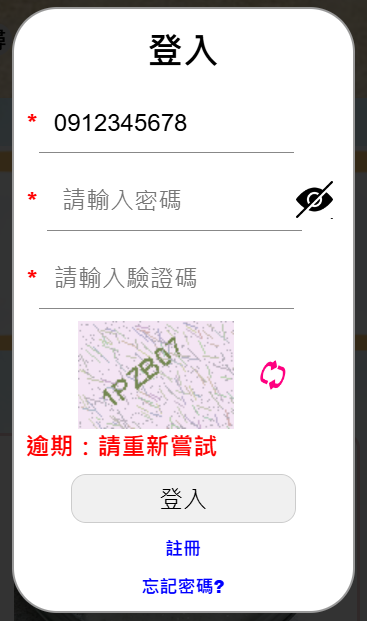 登入
* 0912345678
* 請輸入密碼
* 請輸入驗證碼
1PZB07
逾期：請重新嘗試
登入
註冊
忘記密碼?